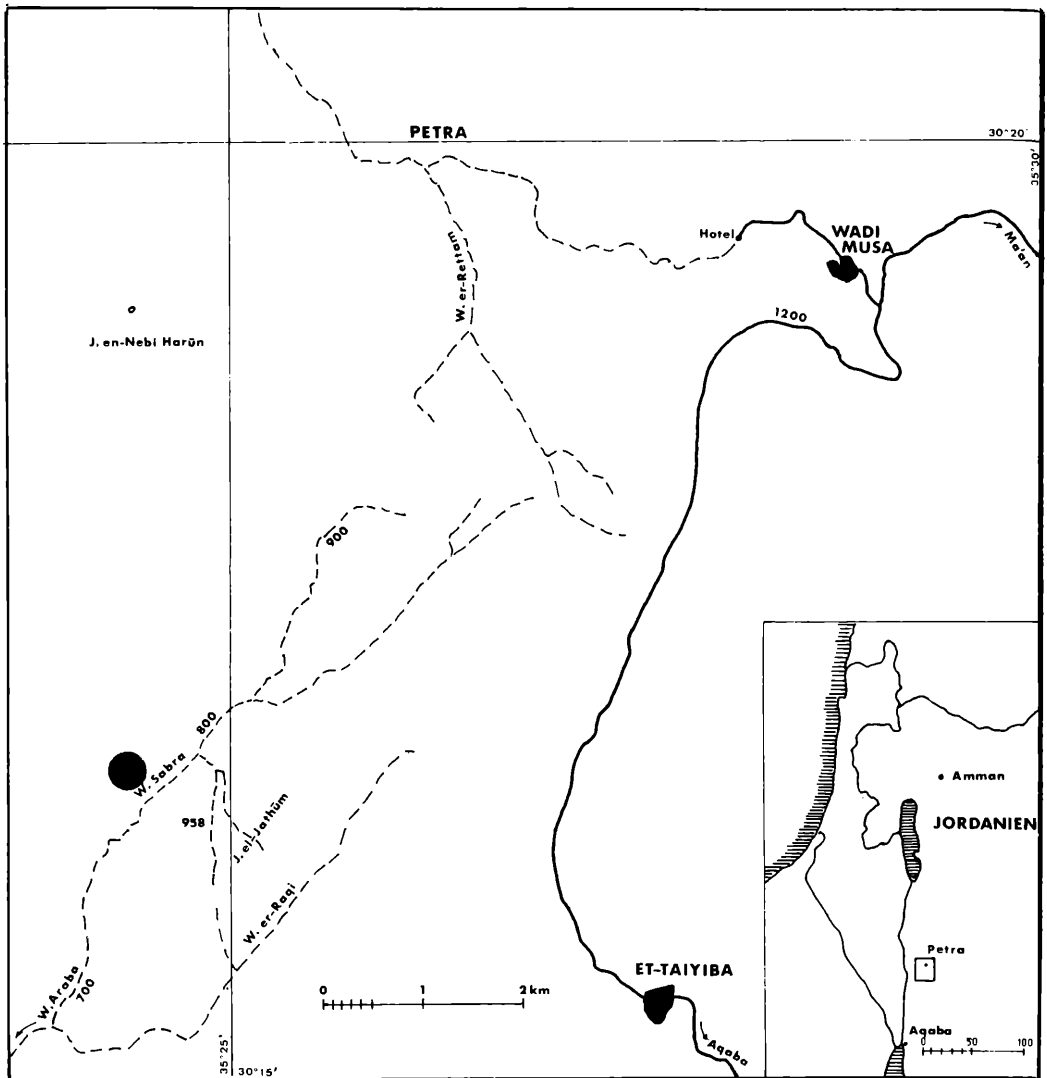 PETRA
30°20'
35°30'
Hotel
WADI
MUSA
Ma'an
W. er-Rettam
1200
J. en-Nebi Harūn
900
800
W. Sabra
958
J. el-Jathūm
W. er-Raqi
W. Araba
700
35°25'
30°15'
0 1 2km
ET-TAIYIBA
Aqaba
Amman
JORDANIEN
Petra
Aqaba
0 50 100